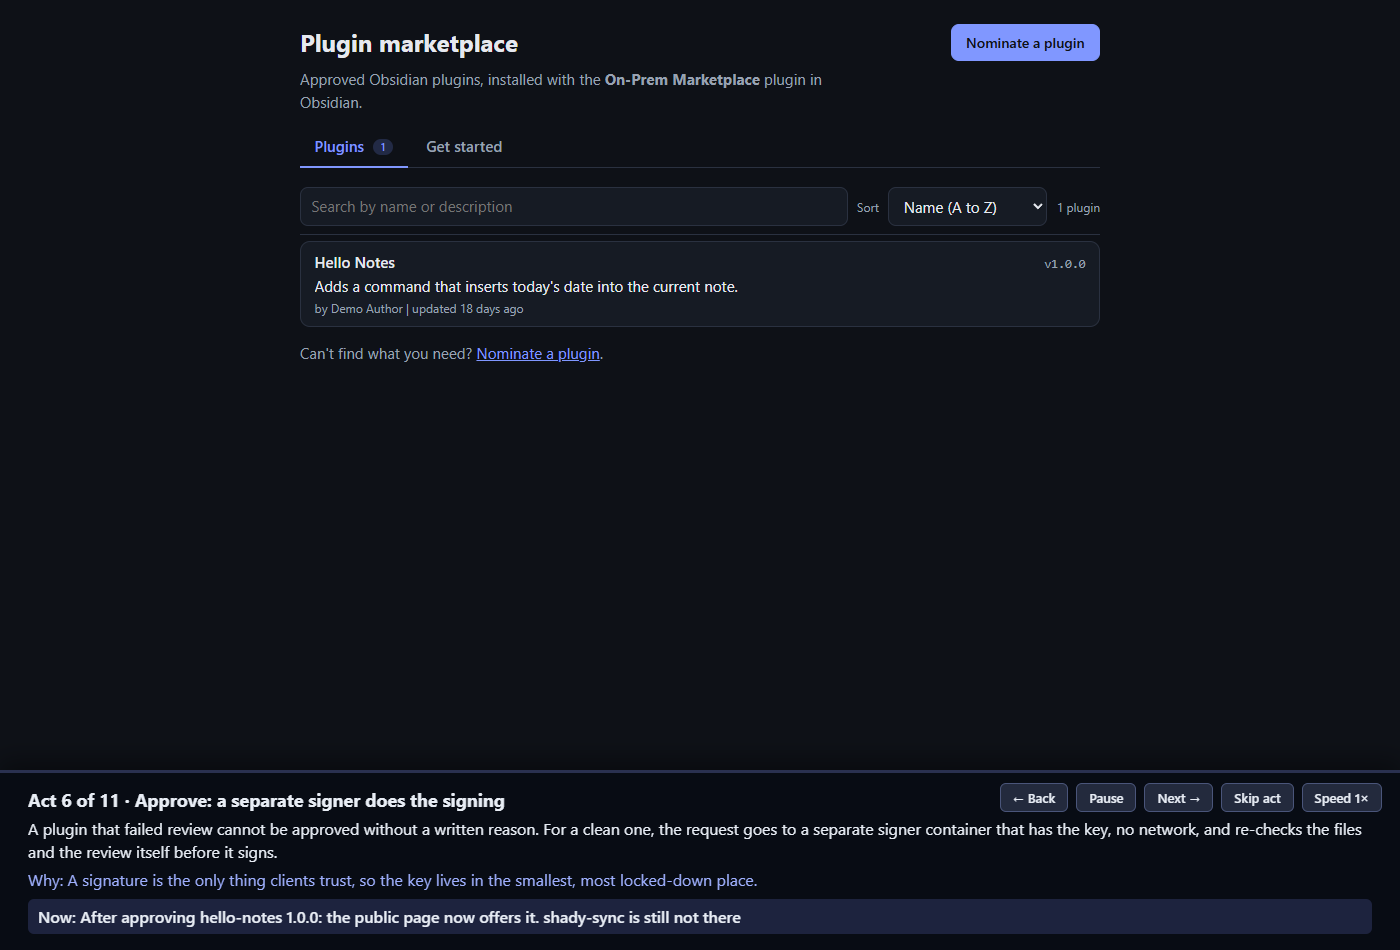 Plugin marketplace
Nominate a plugin
Approved Obsidian plugins, installed with the On-Prem Marketplace plugin in
Obsidian.
Plugins 1
Get started
Search by name or description
Sort
Name (A to Z)
1 plugin
Hello Notes
v1.0.0
Adds a command that inserts today's date into the current note.
by Demo Author | updated 18 days ago
Can't find what you need? Nominate a plugin.
Act 6 of 11 · Approve: a separate signer does the signing
← Back
Pause
Next →
Skip act
Speed 1×
A plugin that failed review cannot be approved without a written reason. For a clean one, the request goes to a separate signer container that has the key, no network, and re-checks the files
and the review itself before it signs.
Why: A signature is the only thing clients trust, so the key lives in the smallest, most locked-down place.
Now: After approving hello-notes 1.0.0: the public page now offers it. shady-sync is still not there